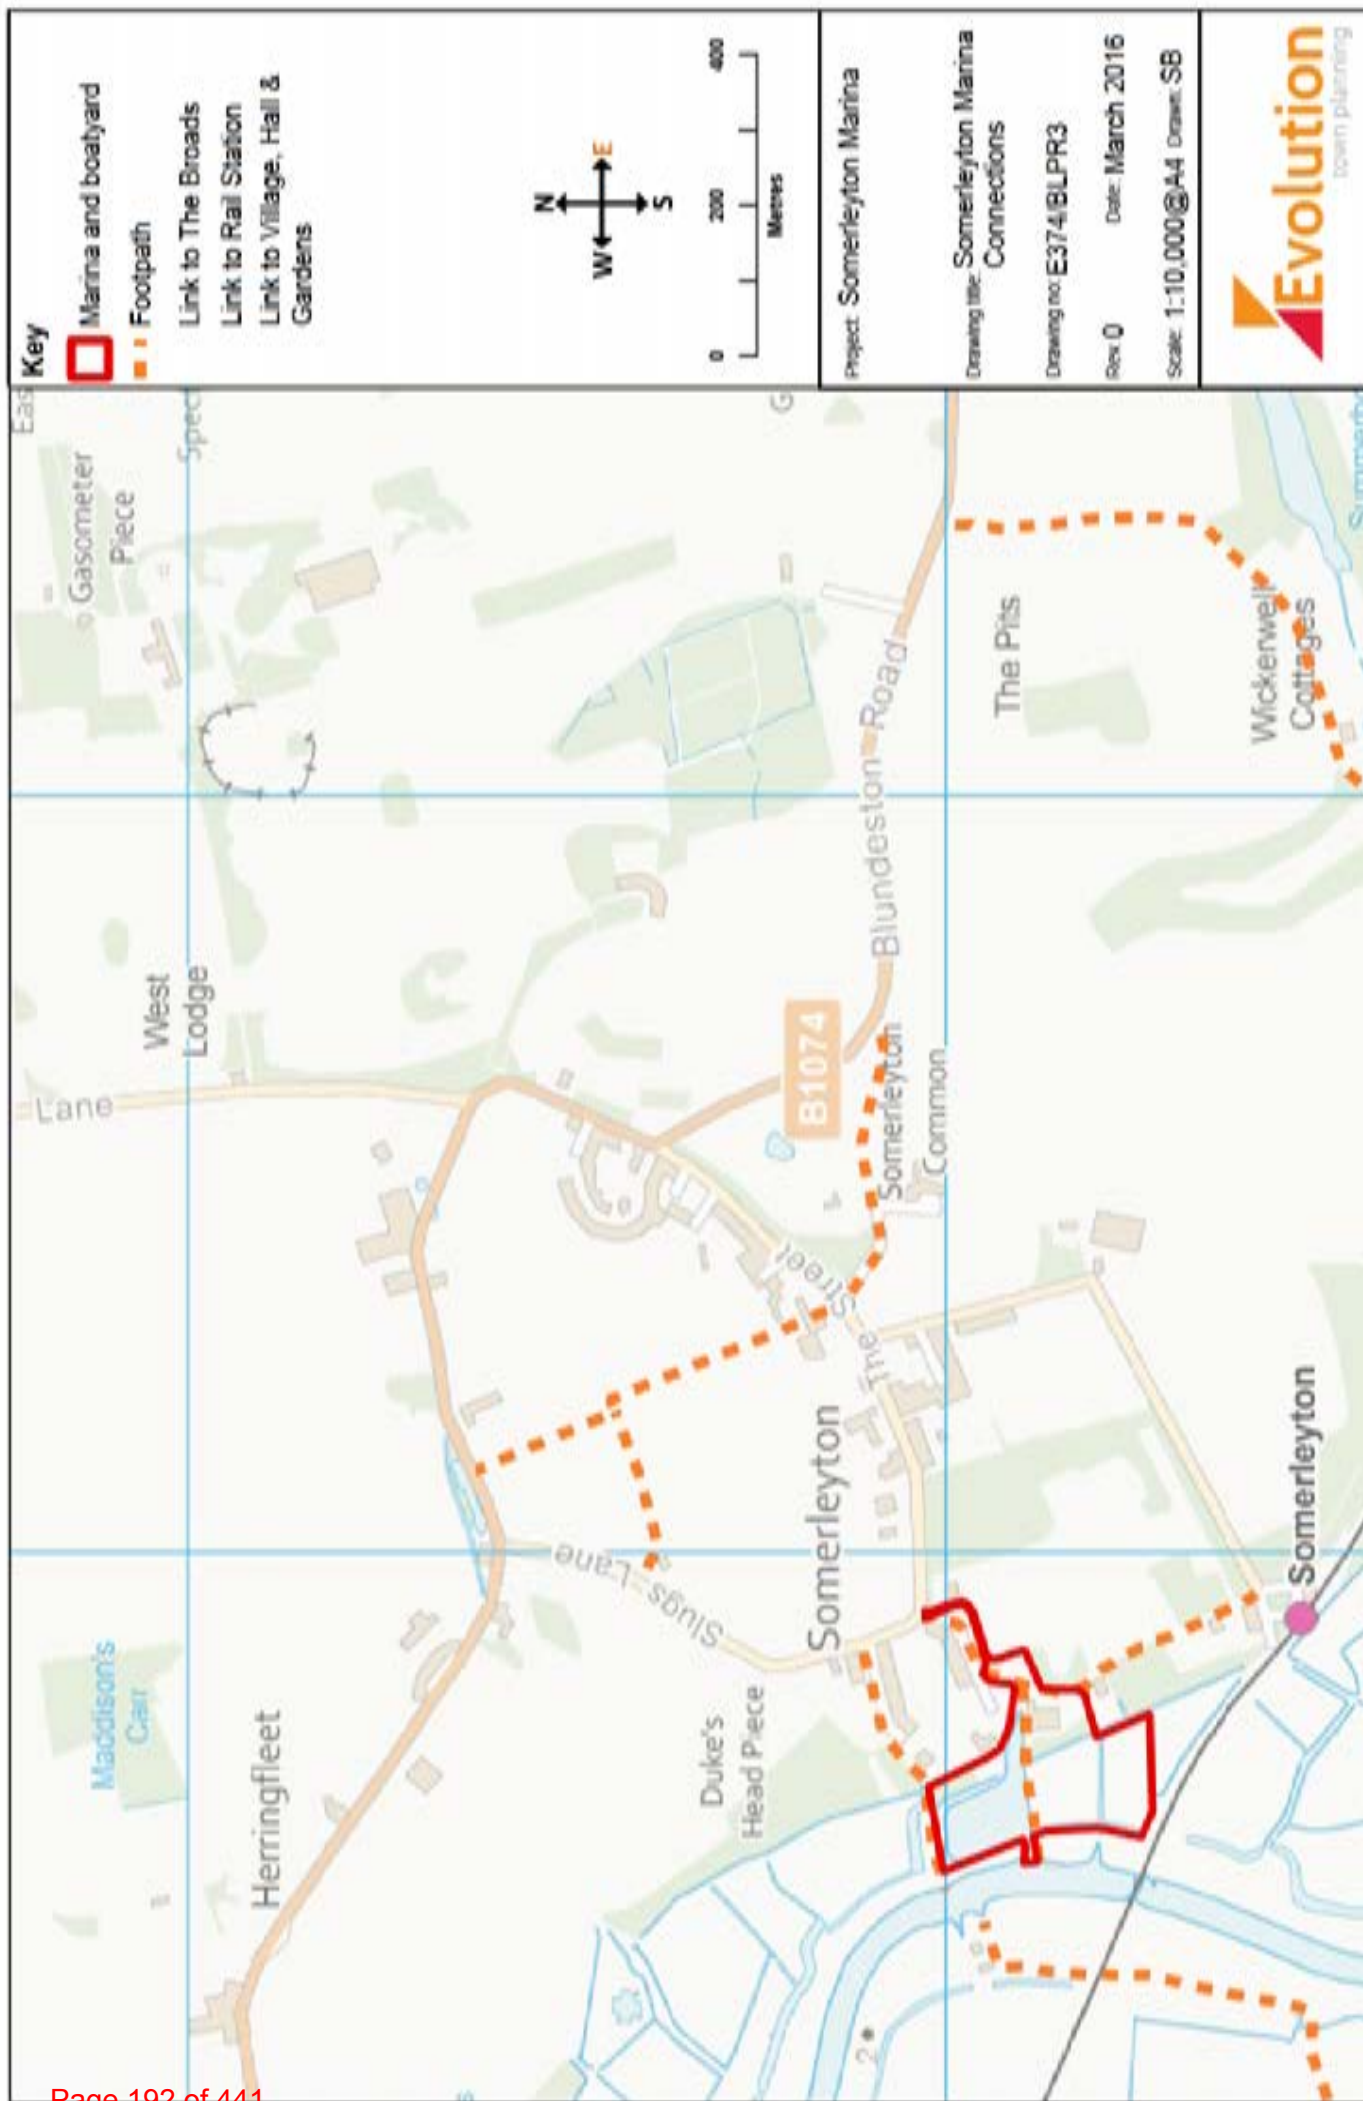 Key
Marina and boatyard
Footpath
Link to The Broads
Link to Rail Station
Link to Village, Hall &
Gardens
N
W E
S
0 200 400
Metres
Project: Somerleyton Marina
Drawing title: Somerleyton Marina
Connections
Drawing no: E374/BLPR3
Rev: 0 Date: March 2016
Scale: 1:10,000@A4 Drawn: SB
Evolution
town planning
Gasometer
Piece
West
Lodge
Lane
Maddison's
Carr
Herringfleet
Slugs Lane
Duke's
Head Piece
Somerleyton
The Street
B1074
Blundeston Road
Somerleyton
Common
The Pits
Wickerwell
Cottages
Somerleyton
2
G
Page 192 of 441